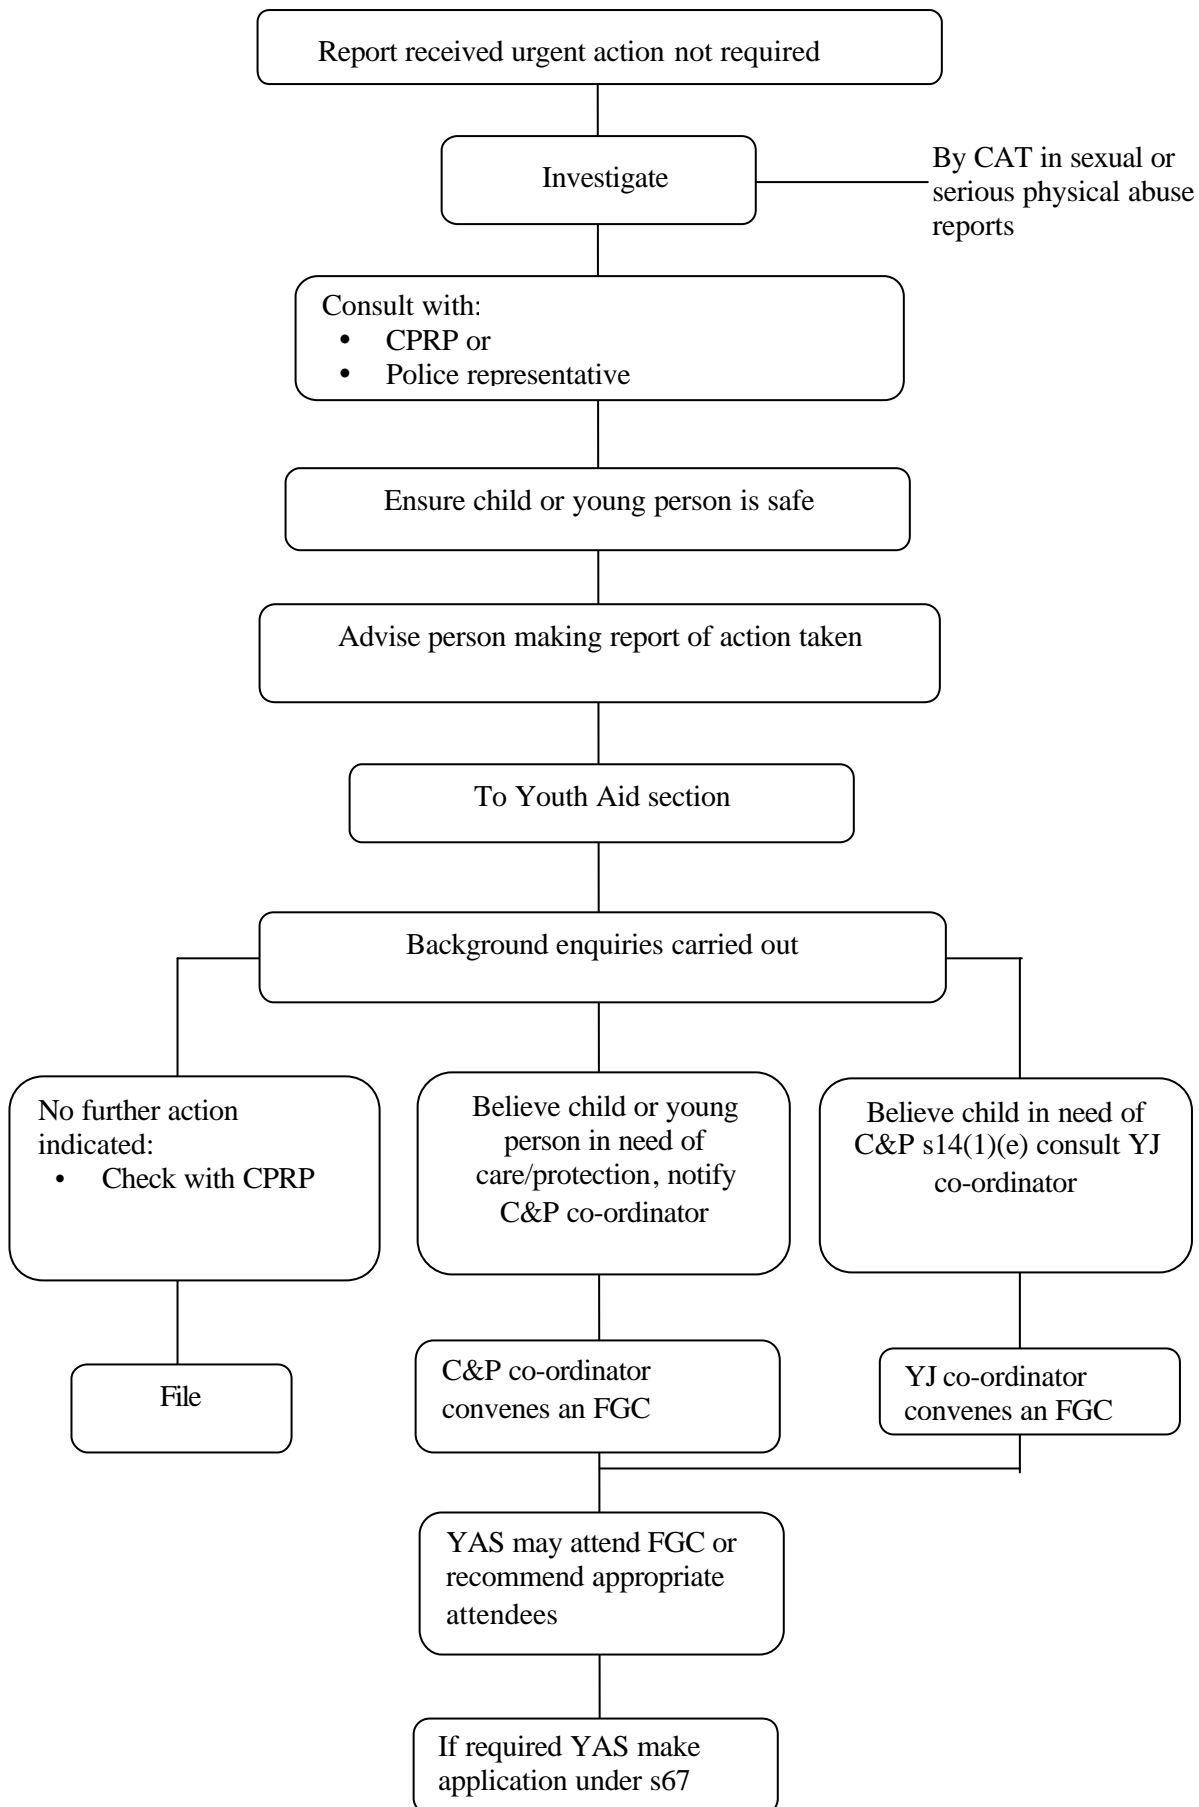 Report received urgent action not required
Investigate
By CAT in sexual or
serious physical abuse
reports
Consult with:
• CPRP or
• Police representative
Ensure child or young person is safe
Advise person making report of action taken
To Youth Aid section
Background enquiries carried out
No further action
indicated:
• Check with CPRP
Believe child or young
person in need of
care/protection, notify
C&P co-ordinator
Believe child in need of
C&P s14(1)(e) consult YJ
co-ordinator
File
C&P co-ordinator
convenes an FGC
YJ co-ordinator
convenes an FGC
YAS may attend FGC or
recommend appropriate
attendees
If required YAS make
application under s67